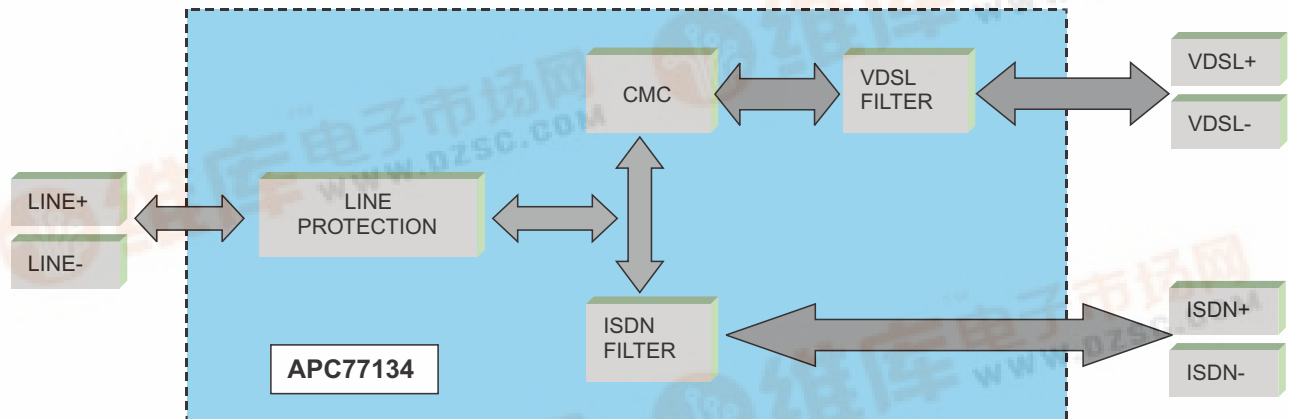 CMC
VDSL
FILTER
VDSL+
VDSL-
LINE+
LINE-
LINE
PROTECTION
ISDN
FILTER
ISDN+
ISDN-
APC77134
维库电子市场网
WWW.DZSC.COM